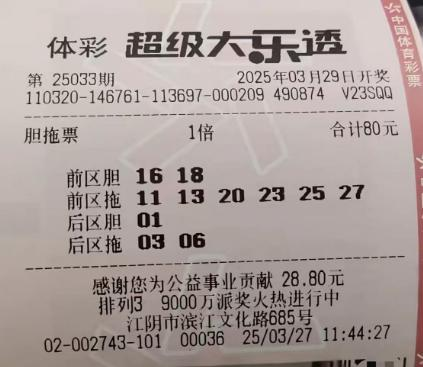 体彩 超级大乐透
第 25033期 2025年03月29日开奖
110320-146761-113697-000209 490874 V23SQQ
胆拖票 1倍 合计80元
前区胆 16 18
前区拖 11 13 20 23 25 27
后区胆 01
后区拖 03 06
感谢您为公益事业贡献 28.80元
排列3 9000万派奖火热进行中
江阴市滨江文化路685号
02-002743-101 00036 25/03/27 11:44:27
中国体育彩票